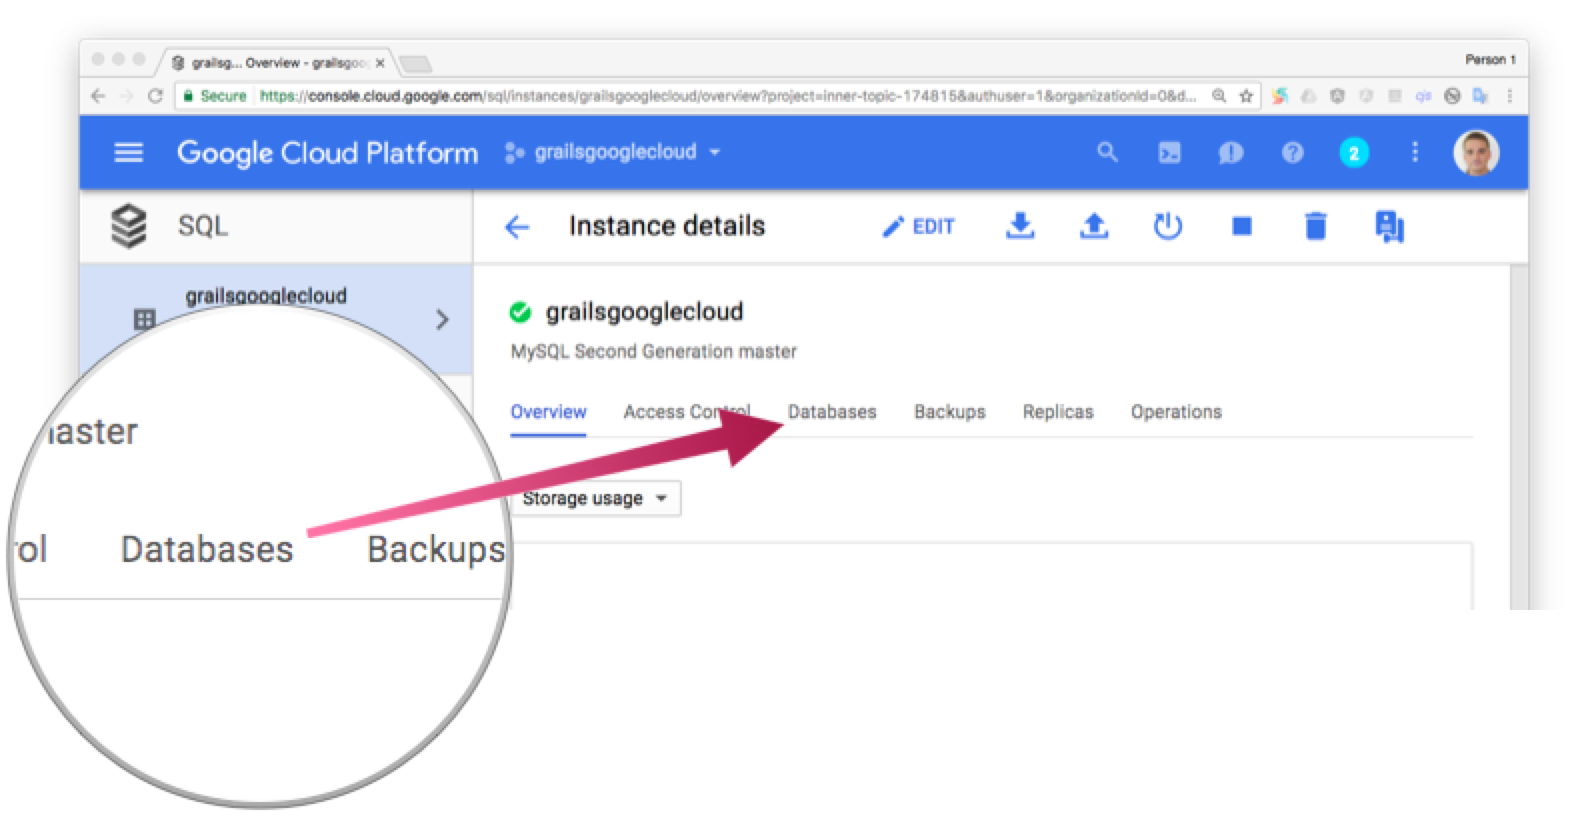 grailsg... Overview - grailsgoo
Person 1
Secure https://console.cloud.google.com/sql/instances/grailsgooglecloud/overview?project=inner-topic-174815&authuser=1&organizationId=0&d...
Google Cloud Platform grailsgooglecloud 2
SQL
Instance details EDIT
grailsgooglecloud
grailsgooglecloud
MySQL Second Generation master
Overview Access Control Databases Backups Replicas Operations
Storage usage
aster
ol Databases Backups